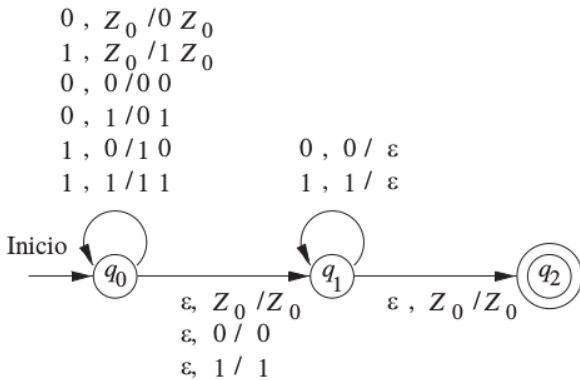 0 , Z0 /0 Z0
1 , Z0 /1 Z0
0 , 0/0 0
0 , 1/0 1
1 , 0/1 0
1 , 1/1 1
0 , 0/ ε
1 , 1/ ε
Inicio
q0
q1
q2
ε, Z0 /Z0
ε, 0/ 0
ε, 1/ 1
ε , Z0 /Z0